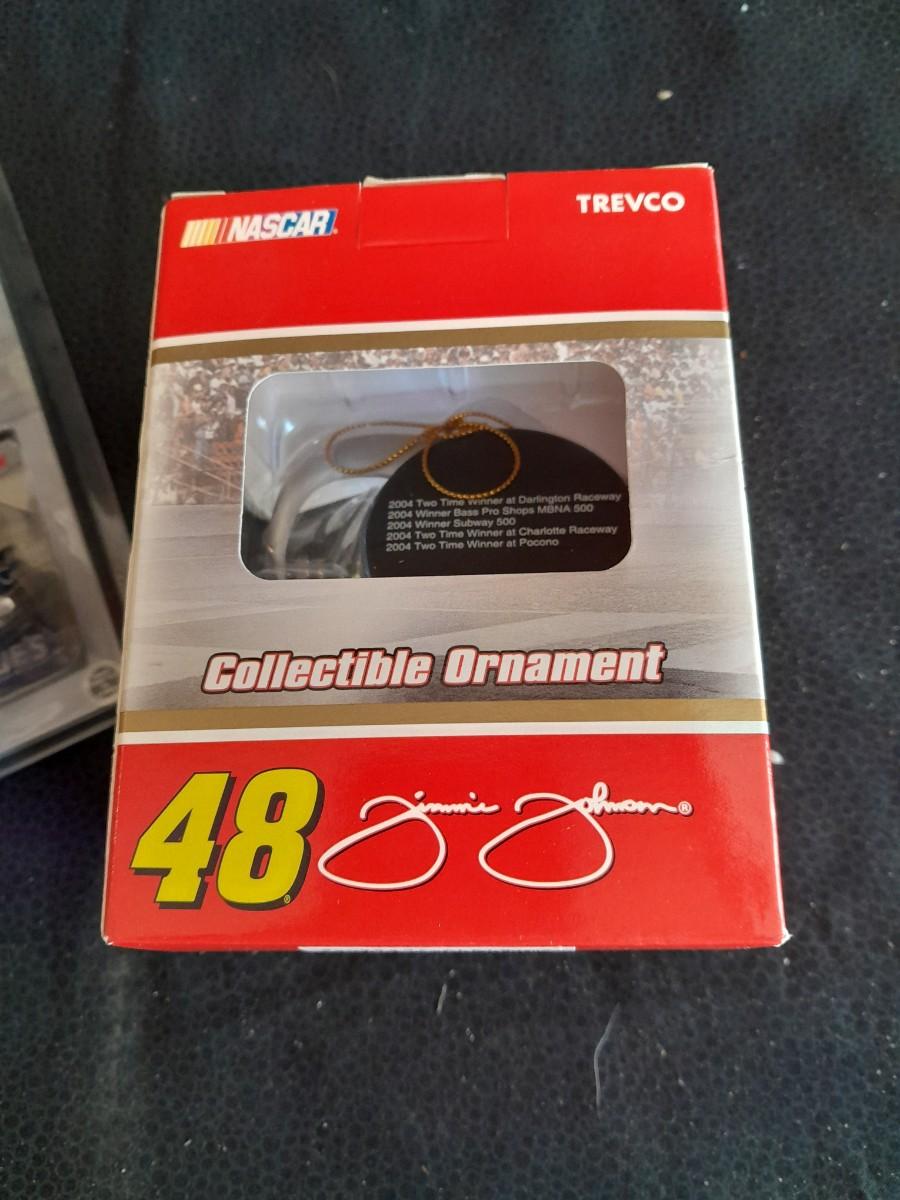 NASCAR
TREVCO
2004 Two Time Winner at Darlington Raceway
2004 Winner Bass Pro Shops MBNA 500
2004 Winner Subway 500
2004 Two Time Winner at Charlotte Raceway
2004 Two Time Winner at Pocono
Collectible Ornament
48 Jimmie Johnson®